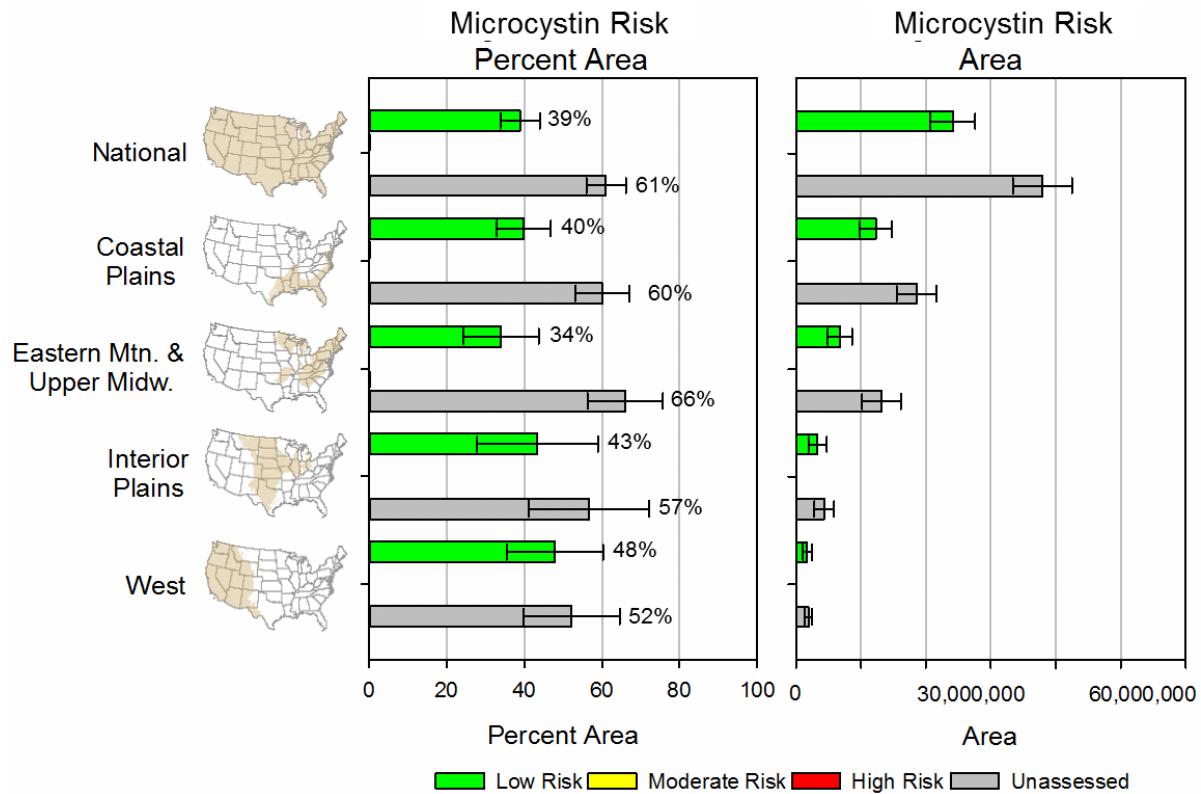 Microcystin Risk
Percent Area
Microcystin Risk
Area
National
39%
61%
Coastal
Plains
40%
60%
Eastern Mtn. &
Upper Midw.
34%
66%
Interior
Plains
43%
57%
West
48%
52%
0 20 40 60 80 100
0 30,000,000 60,000,000
Percent Area
Area
Low Risk Moderate Risk High Risk Unassessed